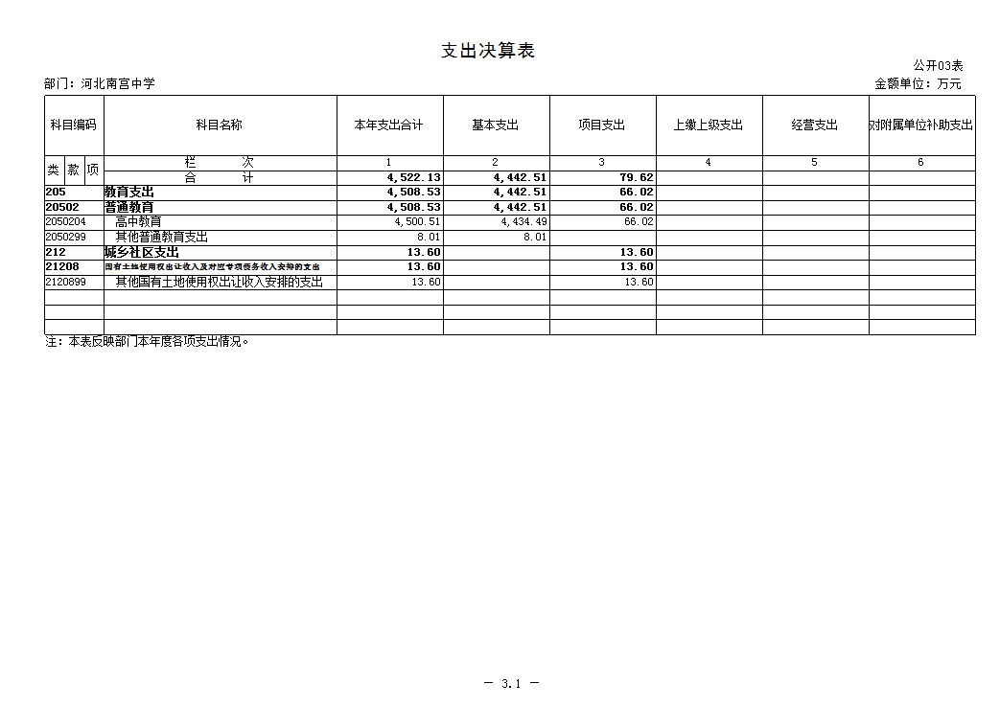 支出决算表
公开03表
部门：河北南宫中学 金额单位：万元
科目编码 科目名称 本年支出合计 基本支出 项目支出 上缴上级支出 经营支出 对附属单位补助支出
类 款 项 栏 次 1 2 3 4 5 6
合 计 4,522.13 4,442.51 79.62
205 教育支出 4,508.53 4,442.51 66.02
20502 普通教育 4,508.53 4,442.51 66.02
2050204 高中教育 4,500.51 4,434.49 66.02
2050299 其他普通教育支出 8.01 8.01
212 城乡社区支出 13.60 13.60
21208 国有土地使用权出让收入及对应专项债务收入安排的支出 13.60 13.60
2120899 其他国有土地使用权出让收入安排的支出 13.60 13.60
注：本表反映部门本年度各项支出情况。
— 3.1 —